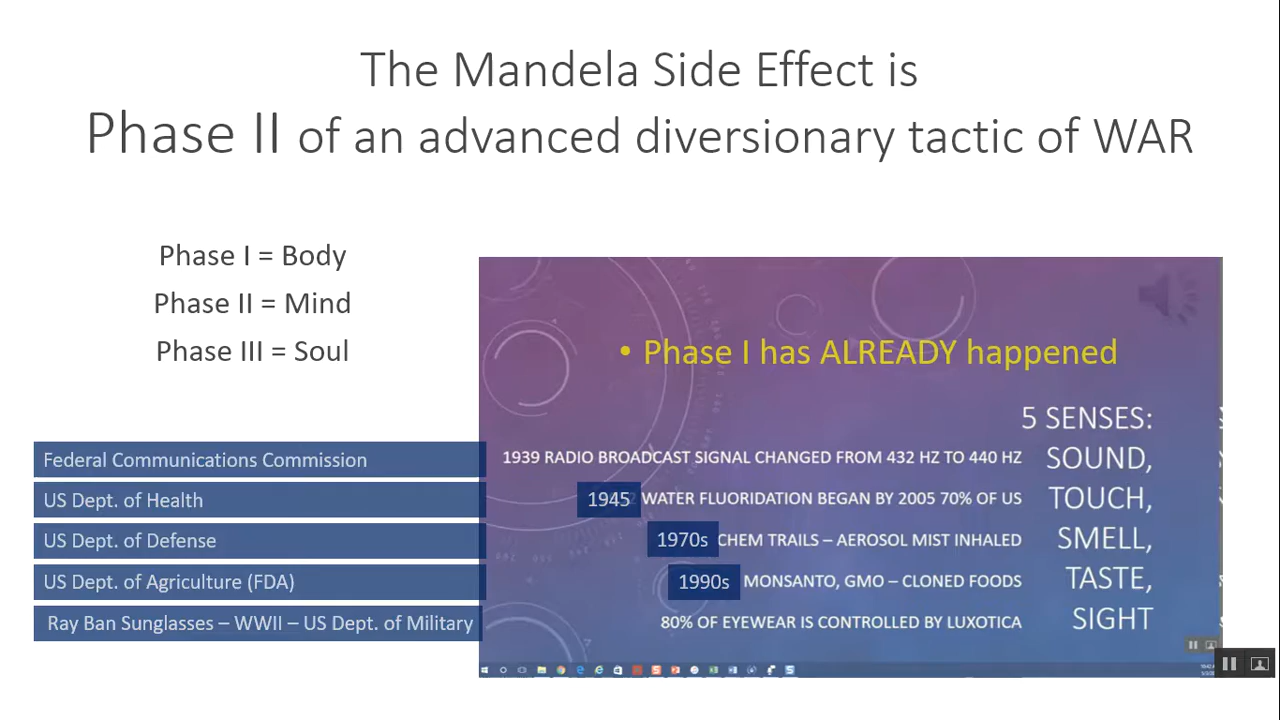 The Mandela Side Effect is
Phase II of an advanced diversionary tactic of WAR
Phase I = Body
Phase II = Mind
Phase III = Soul
• Phase I has ALREADY happened
5 SENSES:
Federal Communications Commission
1939 RADIO BROADCAST SIGNAL CHANGED FROM 432 HZ TO 440 HZ
SOUND,
US Dept. of Health
1945 WATER FLUORIDATION BEGAN BY 2005 70% OF US
TOUCH,
US Dept. of Defense
1970s CHEM TRAILS – AEROSOL MIST INHALED
SMELL,
US Dept. of Agriculture (FDA)
1990s MONSANTO, GMO – CLONED FOODS
TASTE,
Ray Ban Sunglasses – WWII – US Dept. of Military
80% OF EYEWEAR IS CONTROLLED BY LUXOTICA
SIGHT